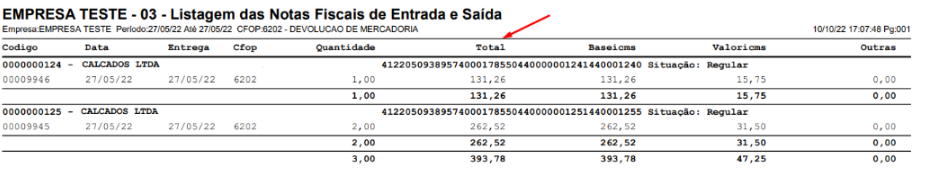 EMPRESA TESTE - 03 - Listagem das Notas Fiscais de Entrada e Saída
Empresa:EMPRESA TESTE Período:27/05/22 Até 27/05/22 CFOP:6202 - DEVOLUCAO DE MERCADORIA 10/10/22 17:07:48 Pg:001
Codigo Data Entrega Cfop Quantidade Total Baseicms Valoricms Outras
0000000124 - CALCADOS LTDA 41220509389574000178550440000001241440001240 Situação: Regular
00009946 27/05/22 27/05/22 6202 1,00 131,26 131,26 15,75 0,00
1,00 131,26 131,26 15,75 0,00
0000000125 - CALCADOS LTDA 41220509389574000178550440000001251440001255 Situação: Regular
00009945 27/05/22 27/05/22 6202 2,00 262,52 262,52 31,50 0,00
2,00 262,52 262,52 31,50 0,00
3,00 393,78 393,78 47,25 0,00